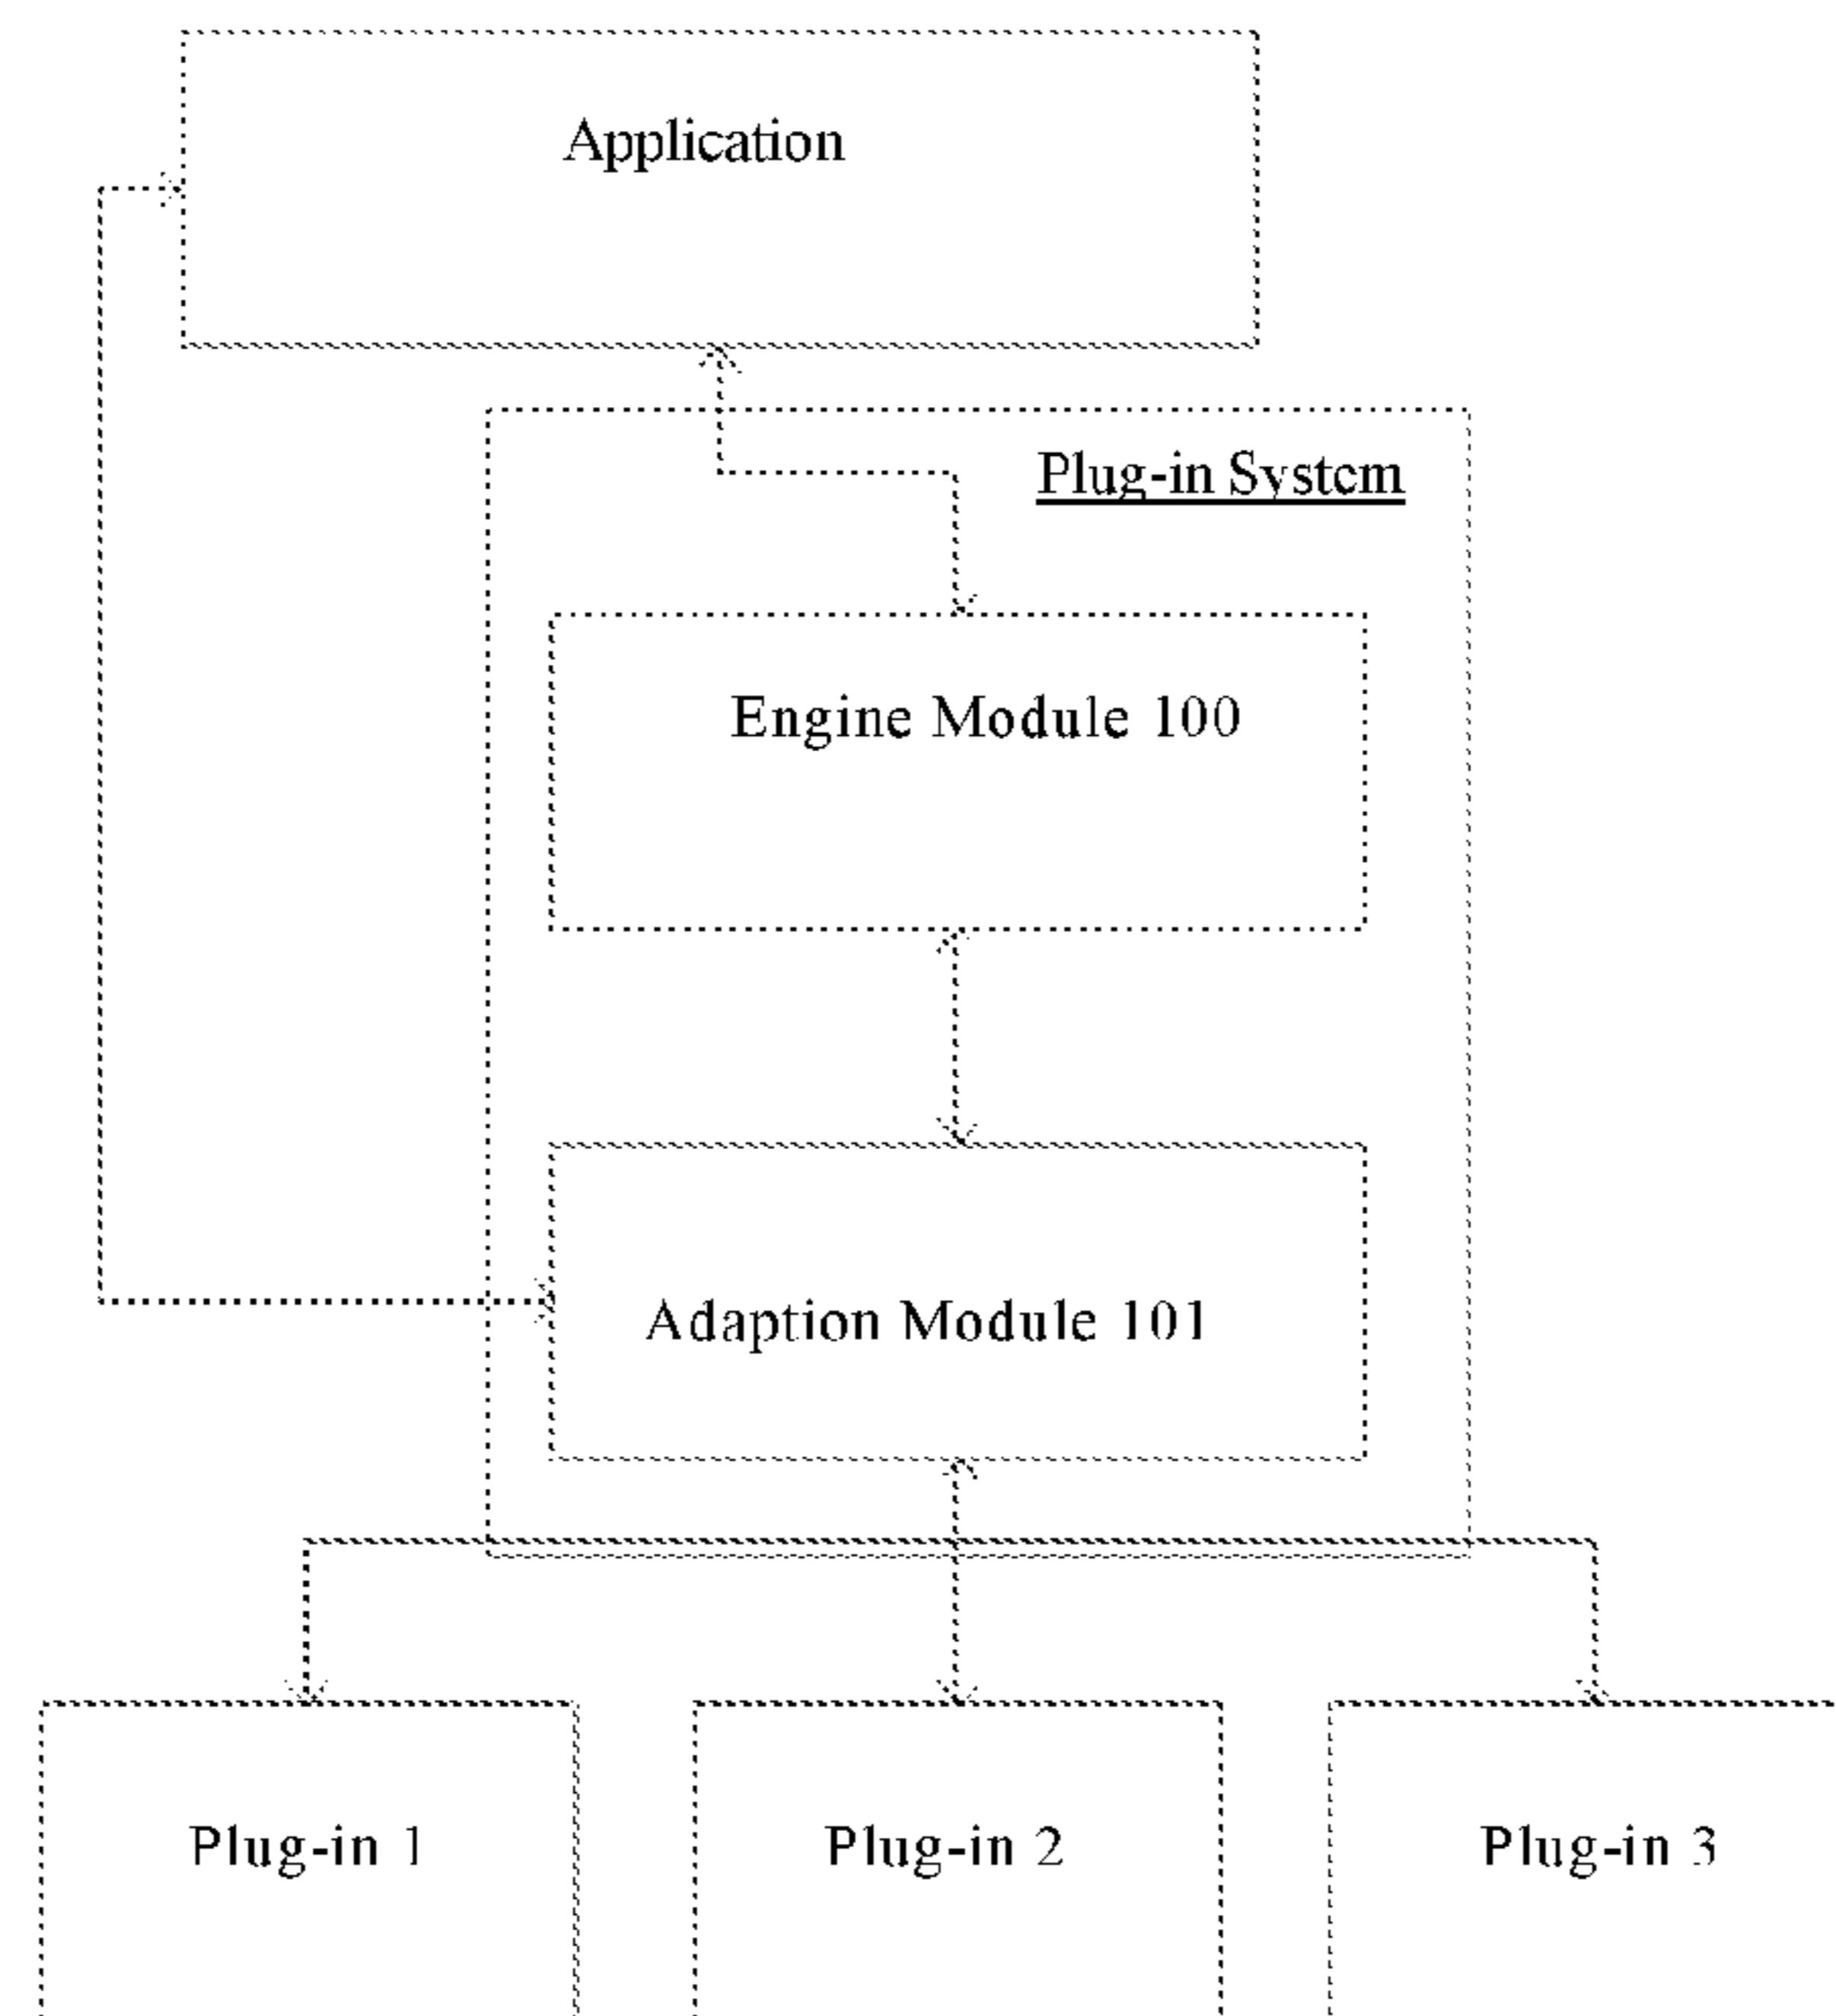 Application
Plug-in System
Engine Module 100
Adaption Module 101
Plug-in 1
Plug-in 2
Plug-in 3